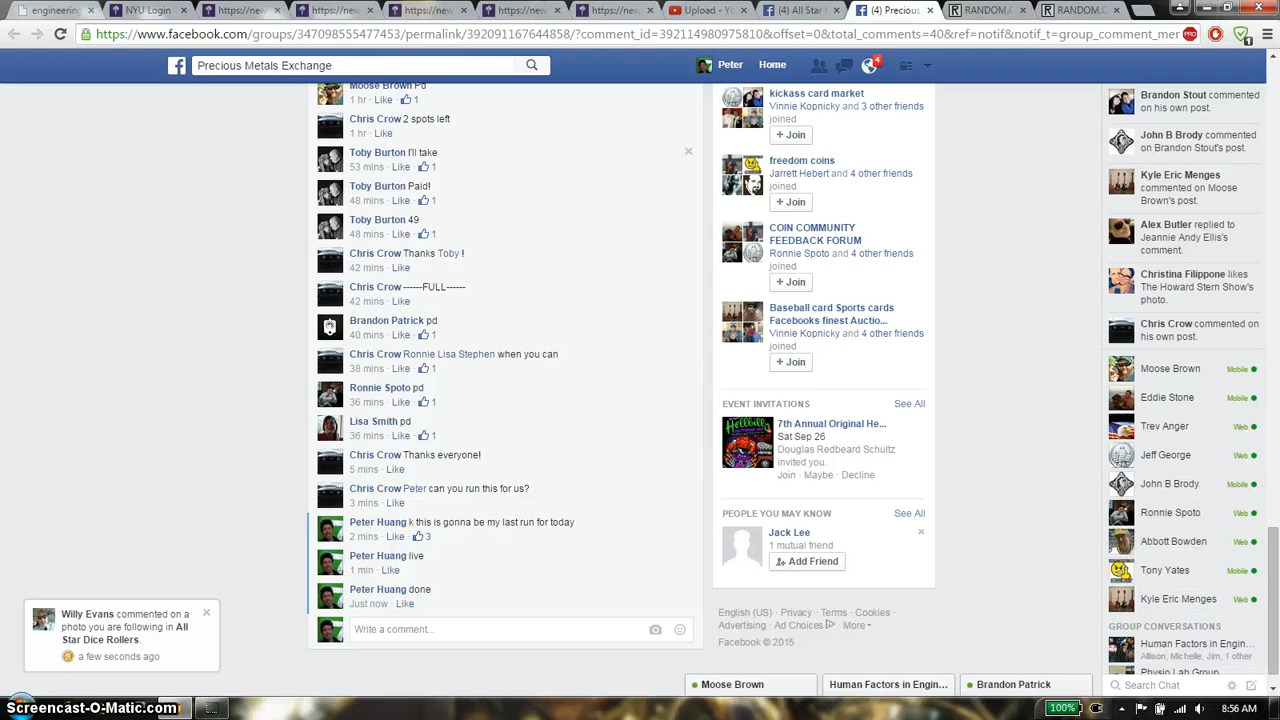 engineering
NYU Login
https://new
https://new
https://new
https://new
https://new
Upload - Yo
(4) All Star
(4) Precious
RANDOM.C
RANDOM.C
https://www.facebook.com/groups/347098555477453/permalink/392091167644858/?comment_id=392114980975810&offset=0&total_comments=40&ref=notif&notif_t=group_comment_mer
Precious Metals Exchange
Peter
Home
4
Moose Brown Pd
1 hr · Like · 1
Chris Crow 2 spots left
1 hr · Like
Toby Burton I'll take
53 mins · Like · 1
Toby Burton Paid!
48 mins · Like · 1
Toby Burton 49
48 mins · Like · 1
Chris Crow Thanks Toby !
42 mins · Like
Chris Crow ------FULL------
42 mins · Like
Brandon Patrick pd
40 mins · Like · 1
Chris Crow Ronnie Lisa Stephen when you can
38 mins · Like · 1
Ronnie Spoto pd
36 mins · Like · 1
Lisa Smith pd
36 mins · Like · 1
Chris Crow Thanks everyone!
5 mins · Like
Chris Crow Peter can you run this for us?
3 mins · Like
Peter Huang k this is gonna be my last run for today
2 mins · Like · 3
Peter Huang live
1 min · Like
Peter Huang done
Just now · Like
Write a comment...
kickass card market
Vinnie Kopnicky and 3 other friends
joined
+ Join
freedom coins
Jarrett Hebert and 4 other friends
joined
+ Join
COIN COMMUNITY
FEEDBACK FORUM
Ronnie Spoto and 4 other friends
joined
+ Join
Baseball card Sports cards
Facebooks finest Auctio...
Vinnie Kopnicky and 4 other friends
joined
+ Join
EVENT INVITATIONS
See All
7th Annual Original He...
Sat Sep 26
Douglas Redbeard Schultz
invited you.
Join · Maybe · Decline
PEOPLE YOU MAY KNOW
See All
Jack Lee
1 mutual friend
Add Friend
English (US) · Privacy · Terms · Cookies ·
Advertising · Ad Choices · More
Facebook © 2015
Brandon Stout commented
on his own post.
John B Brody commented
on Brandon Stout's post.
Kyle Eric Menges
commented on Moose
Brown's post.
Alex Butler replied to
Jeannie Andy Ellis's
comment.
Christina Filippone likes
The Howard Stern Show's
photo.
Chris Crow commented on
his own post.
Moose Brown Mobile
Eddie Stone Mobile
Trev Aron Web
Jeff George Web
John B Brody Web
Ronnie Spoto Web
Abbott Bowden Web
Tony Yates Mobile
Kyle Eric Menges Web
GROUP CONVERSATIONS
Human Factors in Engin...
Allison, Michelle, Jim, 1 other
Physio Lab Group
Search Chat
Willy Evans commented on a
photo you are following in All
Star Dice Rollers.
a few seconds ago
Moose Brown
Human Factors in Engin...
Brandon Patrick
Screencast-O-Matic.com
100%
8:56 AM